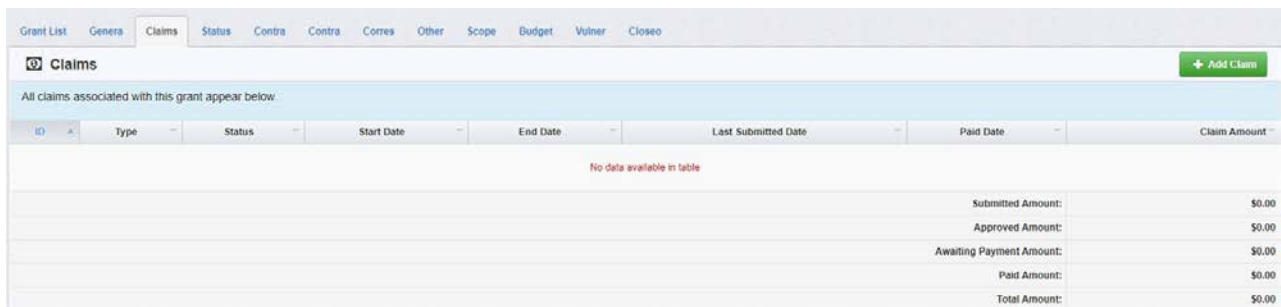 Grant List Genera Claims Status Contra Contra Corres Other Scope Budget Vulner Closeo
Claims + Add Claim
All claims associated with this grant appear below.
ID Type Status Start Date End Date Last Submitted Date Paid Date Claim Amount
No data available in table
Submitted Amount: $0.00
Approved Amount: $0.00
Awaiting Payment Amount: $0.00
Paid Amount: $0.00
Total Amount: $0.00